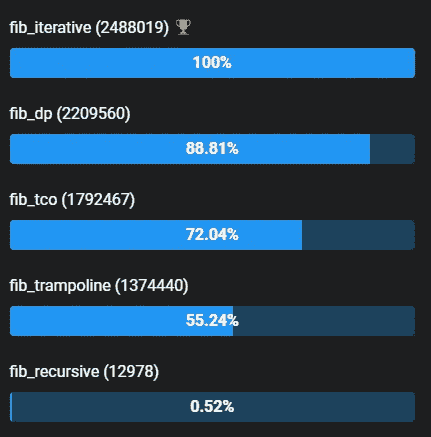 fib_iterative (2488019) 🏆
100%
fib_dp (2209560)
88.81%
fib_tco (1792467)
72.04%
fib_trampoline (1374440)
55.24%
fib_recursive (12978)
0.52%